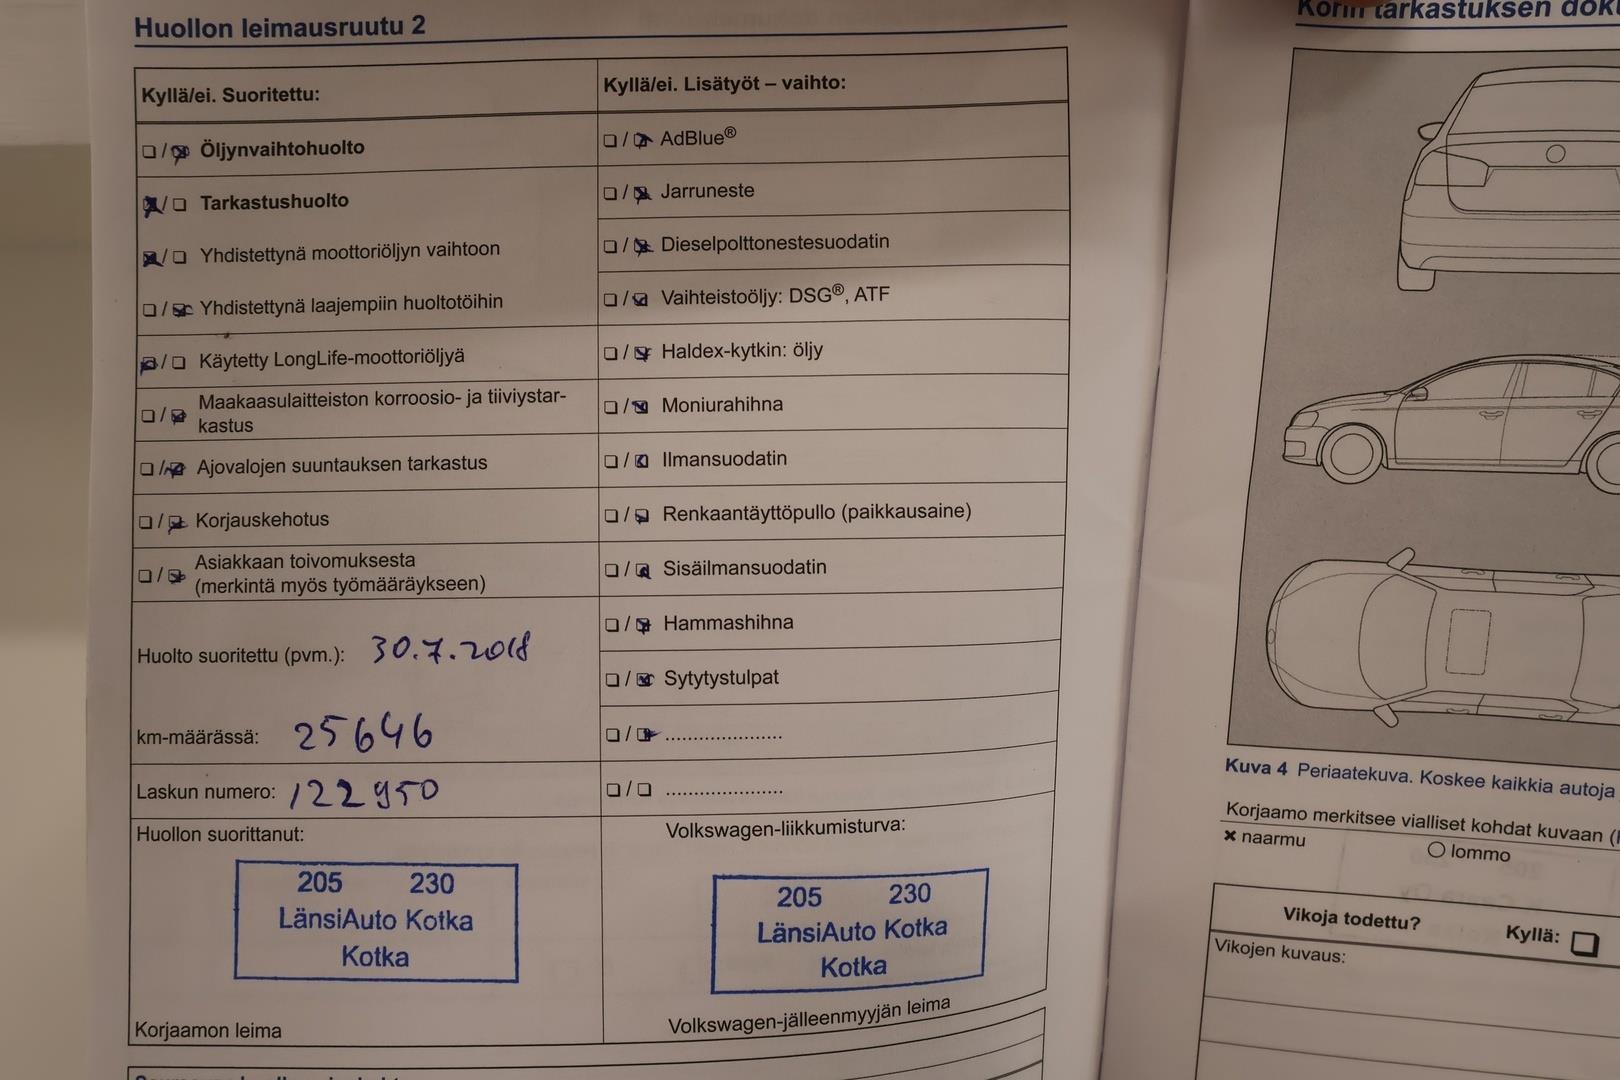 Huollon leimausruutu 2
Kyllä/ei. Suoritettu:
☐/☒ Öljynvaihtohuolto
☒/☐ Tarkastushuolto
☒/☐ Yhdistettynä moottoriöljyn vaihtoon
☐/☒ Yhdistettynä laajempiin huoltotöihin
☒/☐ Käytetty LongLife-moottoriöljyä
☐/☒ Maakaasulaitteiston korroosio- ja tiiviystar-
kastus
☐/☒ Ajovalojen suuntauksen tarkastus
☐/☒ Korjauskehotus
☐/☒ Asiakkaan toivomuksesta
(merkintä myös työmääräykseen)
Huolto suoritettu (pvm.): 30.7.2018
km-määrässä: 25646
Laskun numero: 122950
Huollon suorittanut:
205 230
LänsiAuto Kotka
Kotka
Korjaamon leima
Kyllä/ei. Lisätyöt – vaihto:
☐/☒ AdBlue®
☐/☒ Jarruneste
☐/☒ Dieselpolttonestesuodatin
☐/☒ Vaihteistoöljy: DSG®, ATF
☐/☒ Haldex-kytkin: öljy
☐/☒ Moniurahihna
☐/☒ Ilmansuodatin
☐/☒ Renkaantäyttöpullo (paikkausaine)
☐/☒ Sisäilmansuodatin
☐/☒ Hammashihna
☐/☒ Sytytystulpat
☐/☒ ......................
☐/☐ ......................
Volkswagen-liikkumisturva:
205 230
LänsiAuto Kotka
Kotka
Volkswagen-jälleenmyyjän leima
Korin tarkastuksen
Kuva 4 Periaatekuva. Koskee kaikkia autoja
Korjaamo merkitsee vialliset kohdat kuvaan
× naarmu ○ lommo
Vikoja todettu? Kyllä: ☐
Vikojen kuvaus: